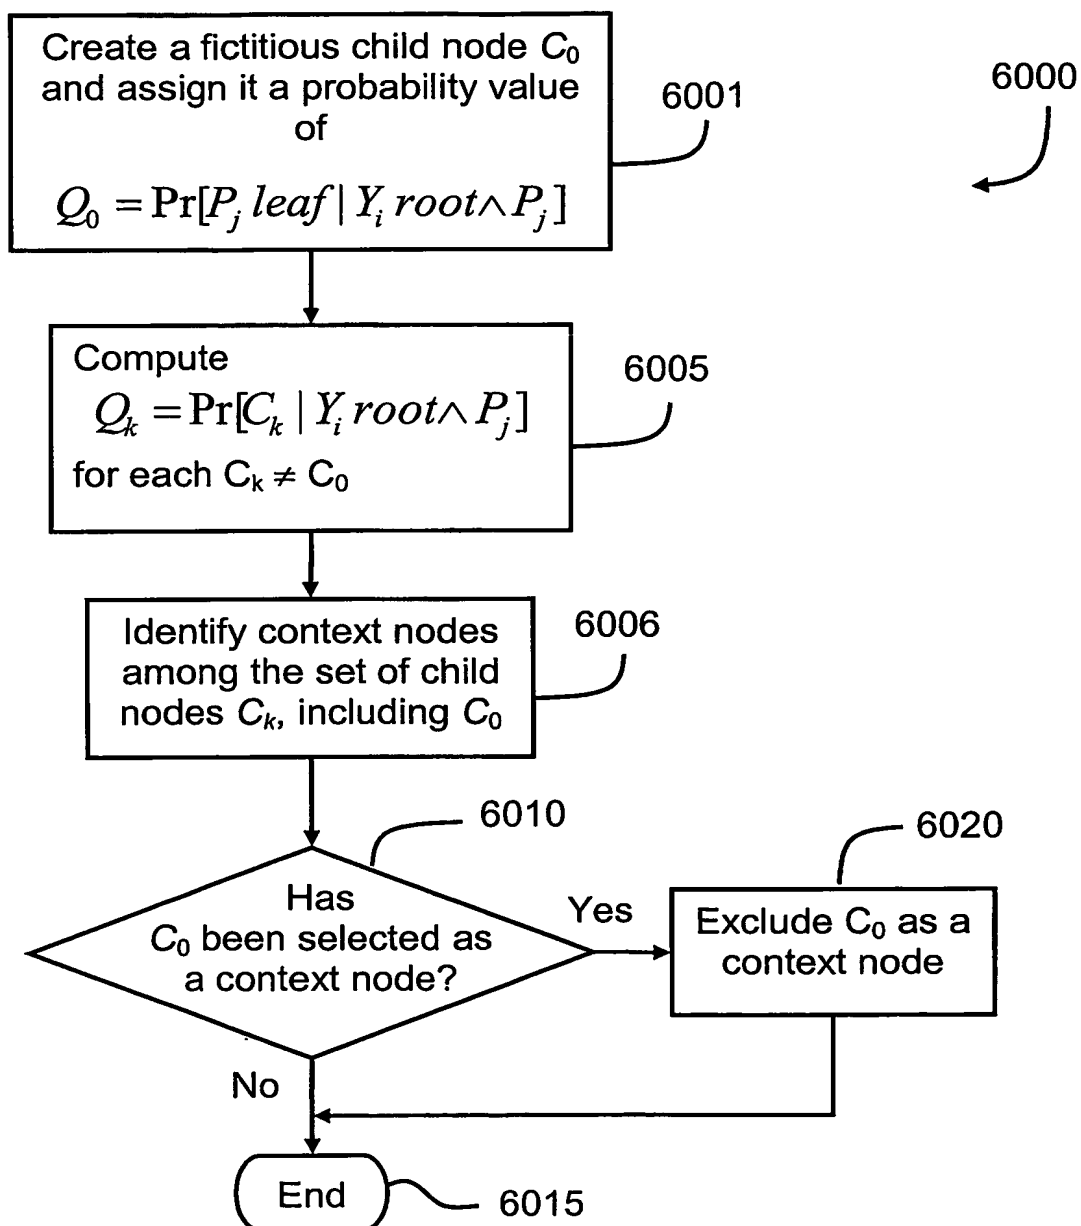 Create a fictitious child node C₀
and assign it a probability value
of
Q₀ = Pr[Pⱼ leaf | Yᵢ root ∧ Pⱼ]
6001
6000
Compute
Qₖ = Pr[Cₖ | Yᵢ root ∧ Pⱼ]
for each Cₖ ≠ C₀
6005
Identify context nodes
among the set of child
nodes Cₖ, including C₀
6006
6010
Has
C₀ been selected as
a context node?
Yes
6020
Exclude C₀ as a
context node
No
End
6015